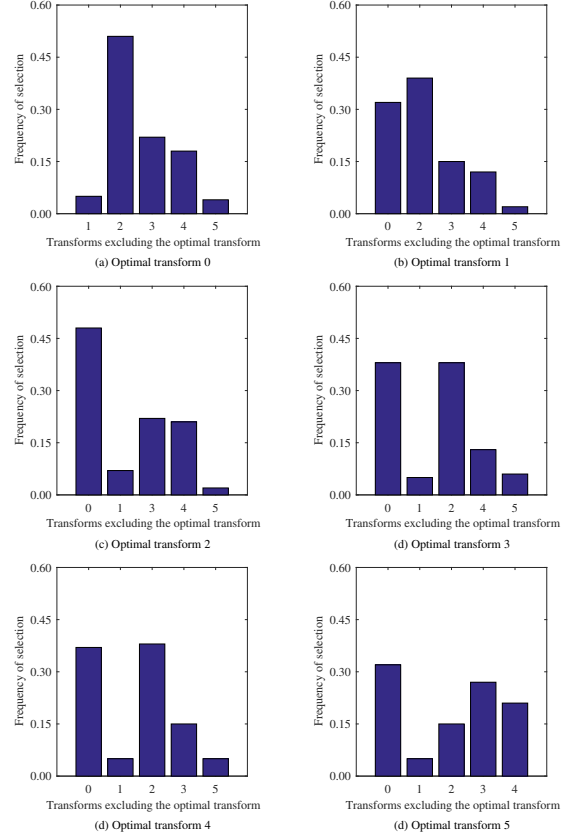 0.60
0.45
0.30
0.15
0.00
Frequency of selection
1 2 3 4 5
Transforms excluding the optimal transform
(a) Optimal transform 0
0.60
0.45
0.30
0.15
0.00
Frequency of selection
0 2 3 4 5
Transforms excluding the optimal transform
(b) Optimal transform 1
0.60
0.45
0.30
0.15
0.00
Frequency of selection
0 1 3 4 5
Transforms excluding the optimal transform
(c) Optimal transform 2
0.60
0.45
0.30
0.15
0.00
Frequency of selection
0 1 2 4 5
Transforms excluding the optimal transform
(d) Optimal transform 3
0.60
0.45
0.30
0.15
0.00
Frequency of selection
0 1 2 3 5
Transforms excluding the optimal transform
(d) Optimal transform 4
0.60
0.45
0.30
0.15
0.00
Frequency of selection
0 1 2 3 4
Transforms excluding the optimal transform
(d) Optimal transform 5